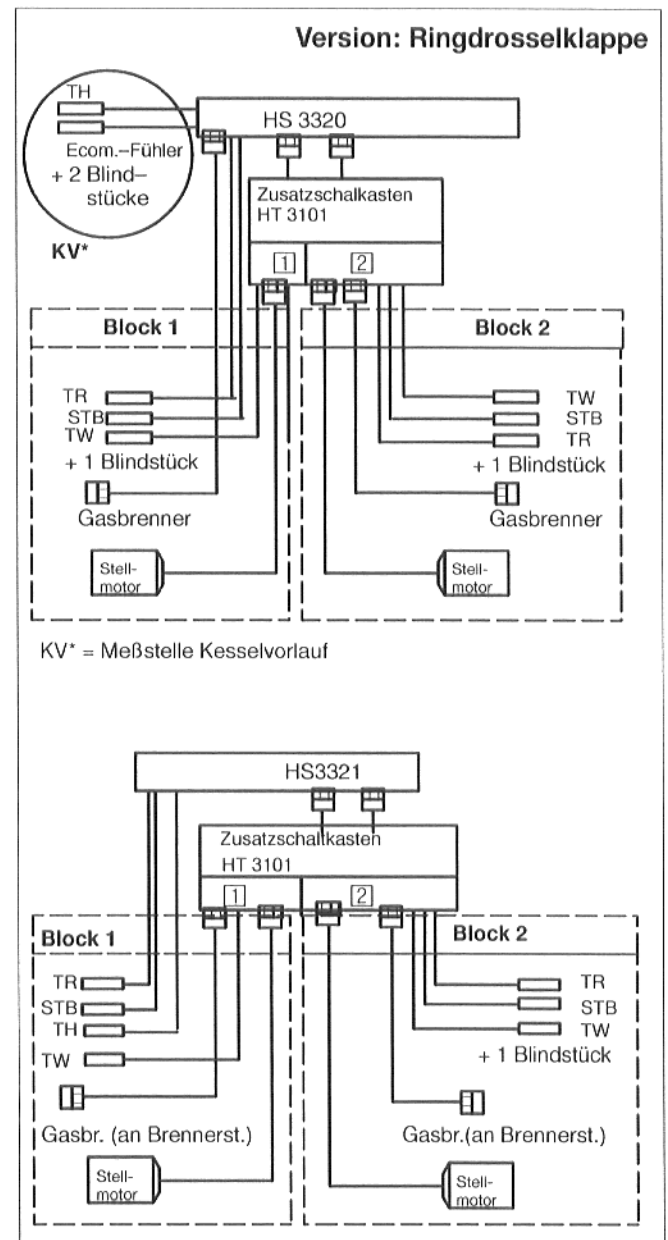 Version: Ringdrosselklappe
TH
HS 3320
Ecom.–Fühler
+ 2 Blind–
stücke
KV*
Zusatzschalkasten
HT 3101
1
2
Block 1
Block 2
TR
STB
TW
+ 1 Blindstück
Gasbrenner
Stell-
motor
TW
STB
TR
+ 1 Blindstück
Gasbrenner
Stell-
motor
KV* = Meßstelle Kesselvorlauf
HS3321
Zusatzschaltkasten
HT 3101
1
2
Block 1
Block 2
TR
STB
TH
TW
Gasbr. (an Brennerst.)
Stell-
motor
TR
STB
TW
+ 1 Blindstück
Gasbr.(an Brennerst.)
Stell-
motor